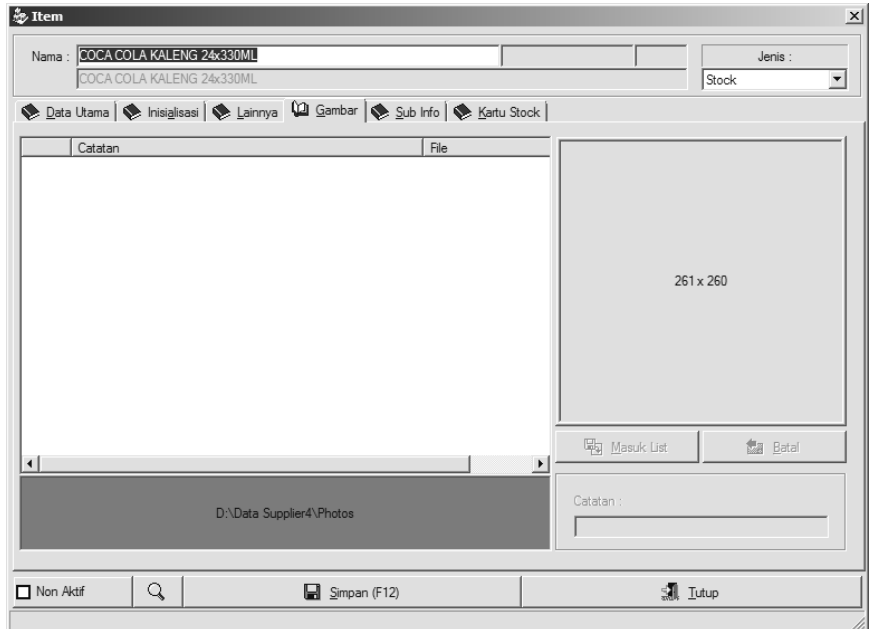 Item
Nama : COCA COLA KALENG 24x330ML
Jenis :
COCA COLA KALENG 24x330ML
Stock
Data Utama Inisialisasi Lainnya Gambar Sub Info Kartu Stock
Catatan File
261 x 260
Masuk List Batal
D:\Data Supplier4\Photos
Catatan :
Non Aktif Simpan (F12) Tutup